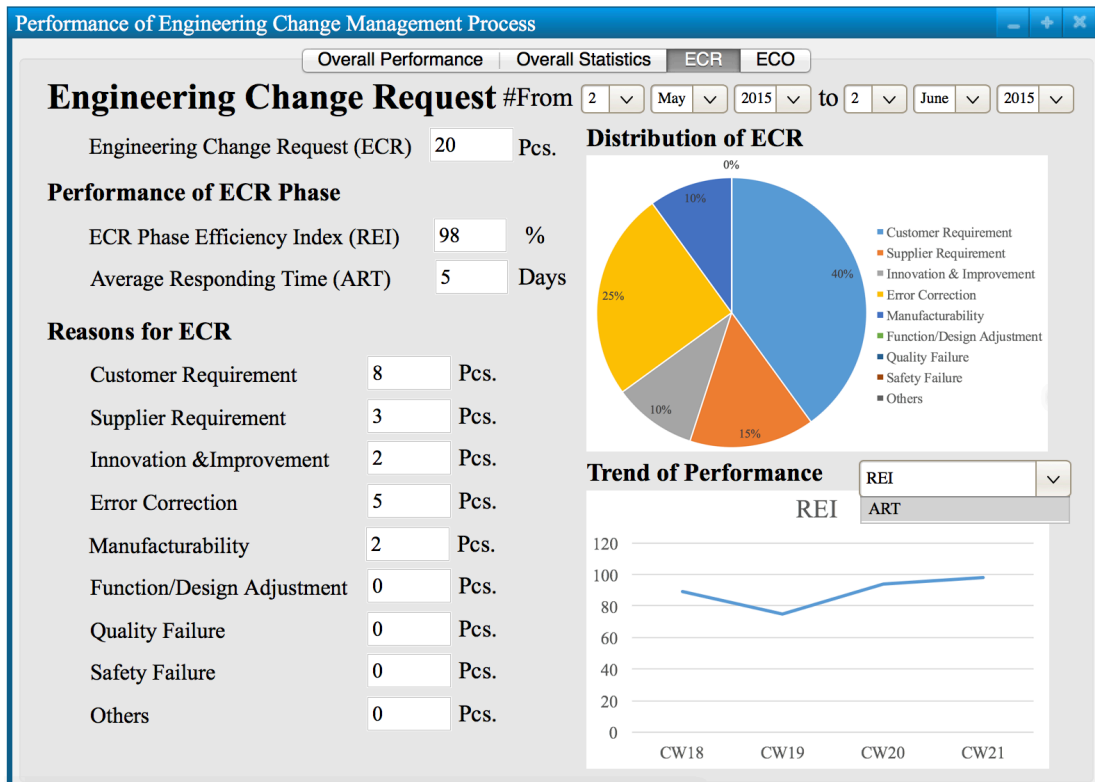 Performance of Engineering Change Management Process
Overall Performance Overall Statistics ECR ECO
Engineering Change Request #From 2 May 2015 to 2 June 2015
Engineering Change Request (ECR) 20 Pcs.
Performance of ECR Phase
ECR Phase Efficiency Index (REI) 98 %
Average Responding Time (ART) 5 Days
Reasons for ECR
Customer Requirement 8 Pcs.
Supplier Requirement 3 Pcs.
Innovation &Improvement 2 Pcs.
Error Correction 5 Pcs.
Manufacturability 2 Pcs.
Function/Design Adjustment 0 Pcs.
Quality Failure 0 Pcs.
Safety Failure 0 Pcs.
Others 0 Pcs.
Distribution of ECR
0%
10%
40%
25%
10%
15%
Customer Requirement
Supplier Requirement
Innovation & Improvement
Error Correction
Manufacturability
Function/Design Adjustment
Quality Failure
Safety Failure
Others
Trend of Performance REI
ART
REI
120
100
80
60
40
20
0
CW18 CW19 CW20 CW21